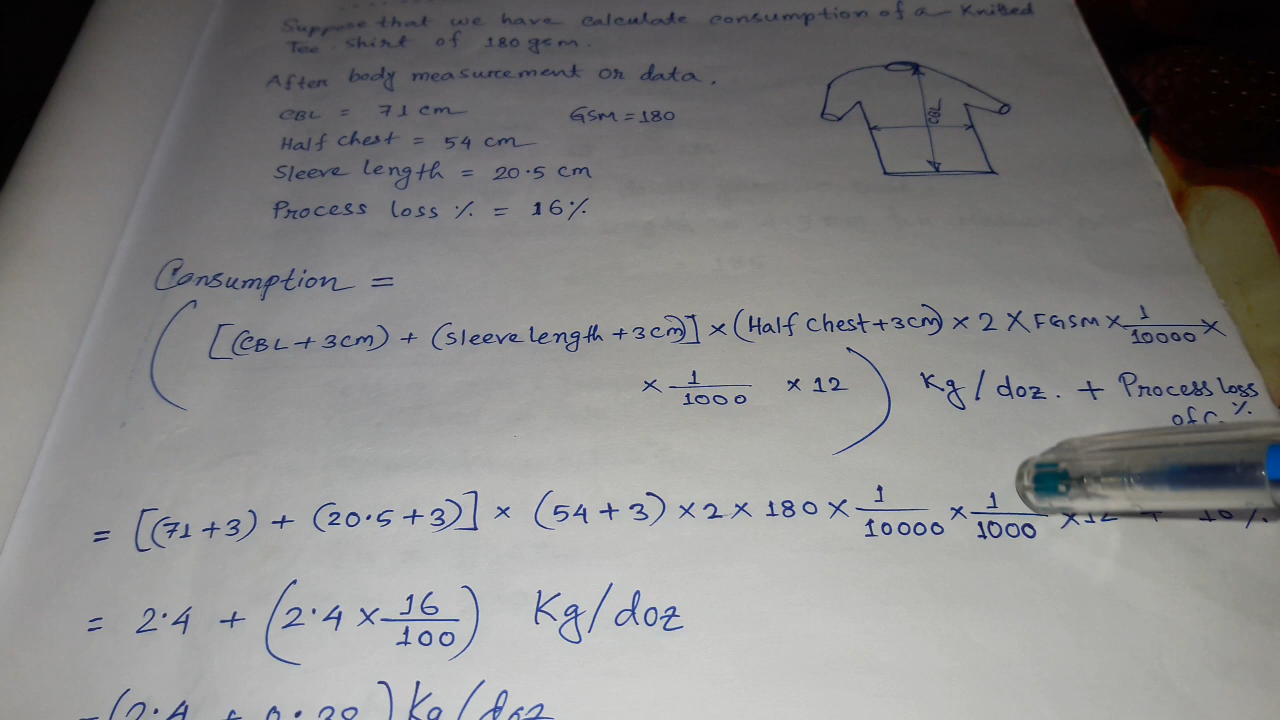 Suppose that we have calculate consumption of a Knitted
Tee shirt of 180 gsm.
After body measurement or data,
CBL = 71 cm GSM = 180
Half chest = 54 cm
Sleeve length = 20.5 cm
Process loss % = 16%
CBL
Consumption =
([(CBL + 3cm) + (Sleeve length + 3cm)] × (Half chest + 3cm) × 2 × FGSM × 1/10000 ×
× 1/1000 × 12) Kg/doz. + Process loss
%
= [(71+3) + (20.5+3)] × (54+3) × 2 × 180 × 1/10000 × 1/1000
= 2.4 + (2.4 × 16/100) Kg/doz
= (2.4 + Kg/doz